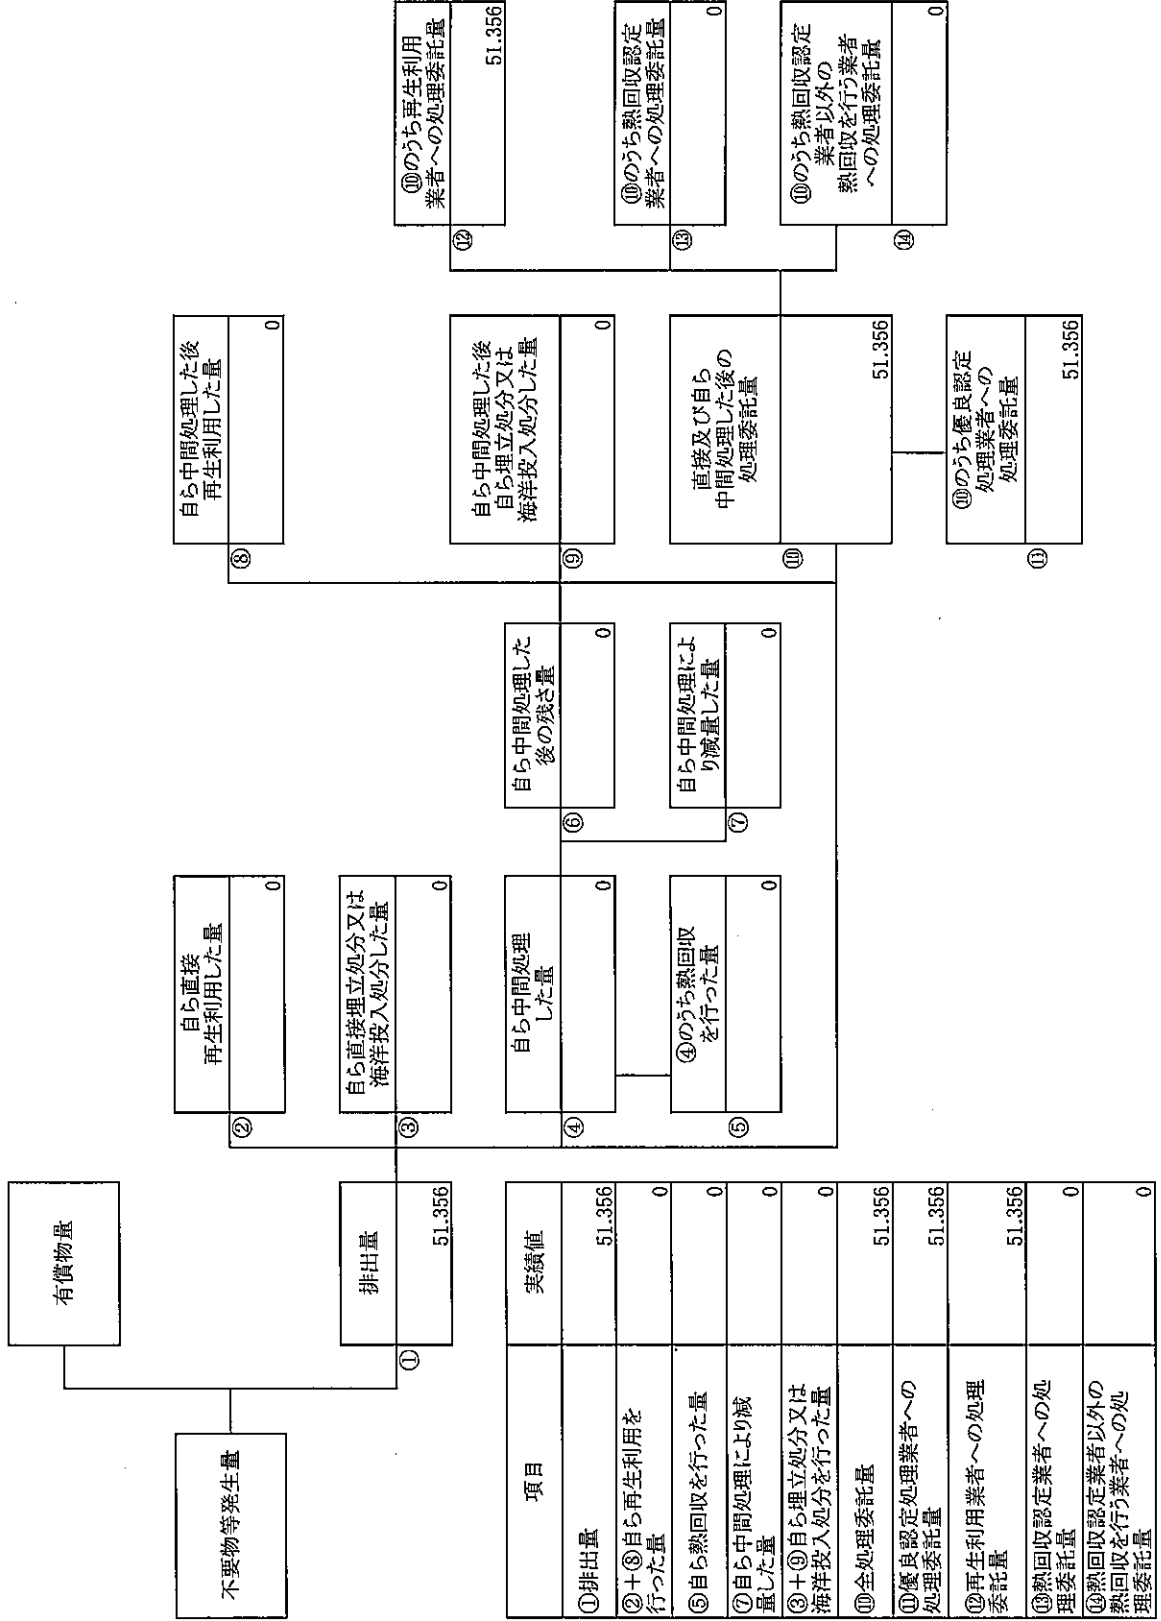 不要物等発生量
有償物量
排出量
①
51.356
自ら直接
再生利用した量
②
0
自ら直接埋立処分又は
海洋投入処分した量
③
0
自ら中間処理
した量
④
0
④のうち熱回収
を行った量
⑤
0
自ら中間処理した
後の残さ量
⑥
0
自ら中間処理によ
り減量した量
⑦
0
自ら中間処理した後
再生利用した量
⑧
0
自ら中間処理した後
自ら埋立処分又は
海洋投入処分した量
⑨
0
直接及び自ら
中間処理した後の
処理委託量
⑩
51.356
⑩のうち優良認定
処理業者への
処理委託量
⑪
51.356
⑩のうち再生利用
業者への処理委託量
⑫
51.356
⑩のうち熱回収認定
業者への処理委託量
⑬
0
⑩のうち熱回収認定
業者以外の
熱回収を行う業者
への処理委託量
⑭
0
項目 実績値
①排出量 51.356
②+⑧自ら再生利用を
行った量 0
⑤自ら熱回収を行った量 0
⑦自ら中間処理により減
量した量 0
③+⑨自ら埋立処分又は
海洋投入処分を行った量 0
⑩全処理委託量 51.356
⑪優良認定処理業者への
処理委託量 51.356
⑫再生利用業者への処理
委託量 51.356
⑬熱回収認定業者への処
理委託量 0
⑭熱回収認定業者以外の
熱回収を行う業者への処
理委託量 0